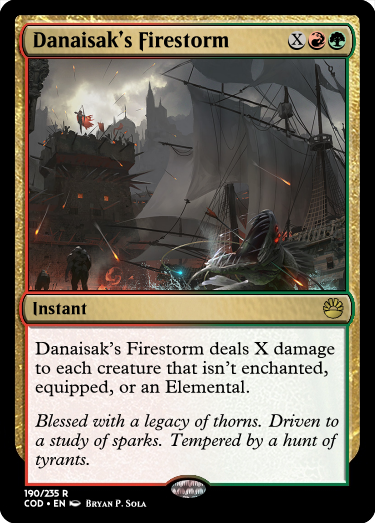 Danaisak's Firestorm X
Instant
Danaisak's Firestorm deals X damage
to each creature that isn't enchanted,
equipped, or an Elemental.
Blessed with a legacy of thorns. Driven to
a study of sparks. Tempered by a hunt of
tyrants.
190/235 R
COD • EN BRYAN P. SOLA